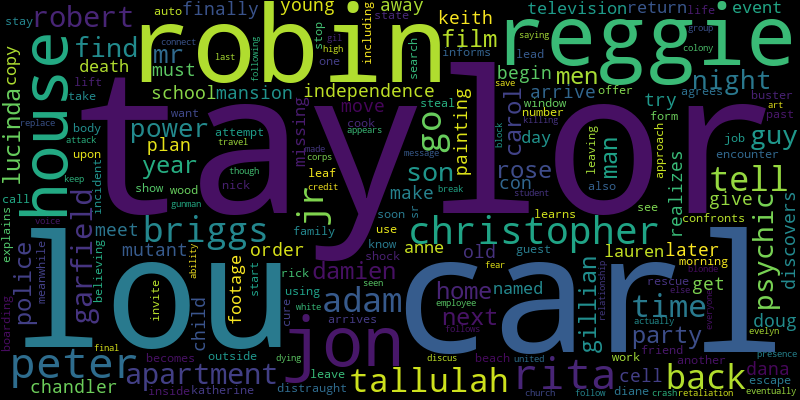 auto finally young away television return life event
robert robin keith film reggie
gil state
stay find mr stop including informs lead group
connect search saying colony
death must following last one high begin men night
school mansion independence arrive save offer buster
copy lift missing move steal carol window try art past
lucinda house taylor go painting number form guy
take power attempt want cook block day approach job
body plan made appears rose man encounter
attack replace upon year travel corps though leaf son leaving con killing also student tell
keep show wood nick credit message jr make break realizes give psychic
call incident gunman family soon sr learns see confronts
voice explains garfield meet briggs use know christopher discovers
believing mutant order anne old guest lauren later
meanwhile police lou shock carl morning blonde
damien footage start rick seen fear gillian rescue get
invite ability using home named time else doug
boarding child adam white cure employee next relationship actually evelyn everyone
arrives jon follows party friend
peter final becomes outside dying discus beach united rita work another dana presence
chandler apartment distraught tallulah cell back escape
inside katherine leave church follow diane crash retaliation eventually
agrees